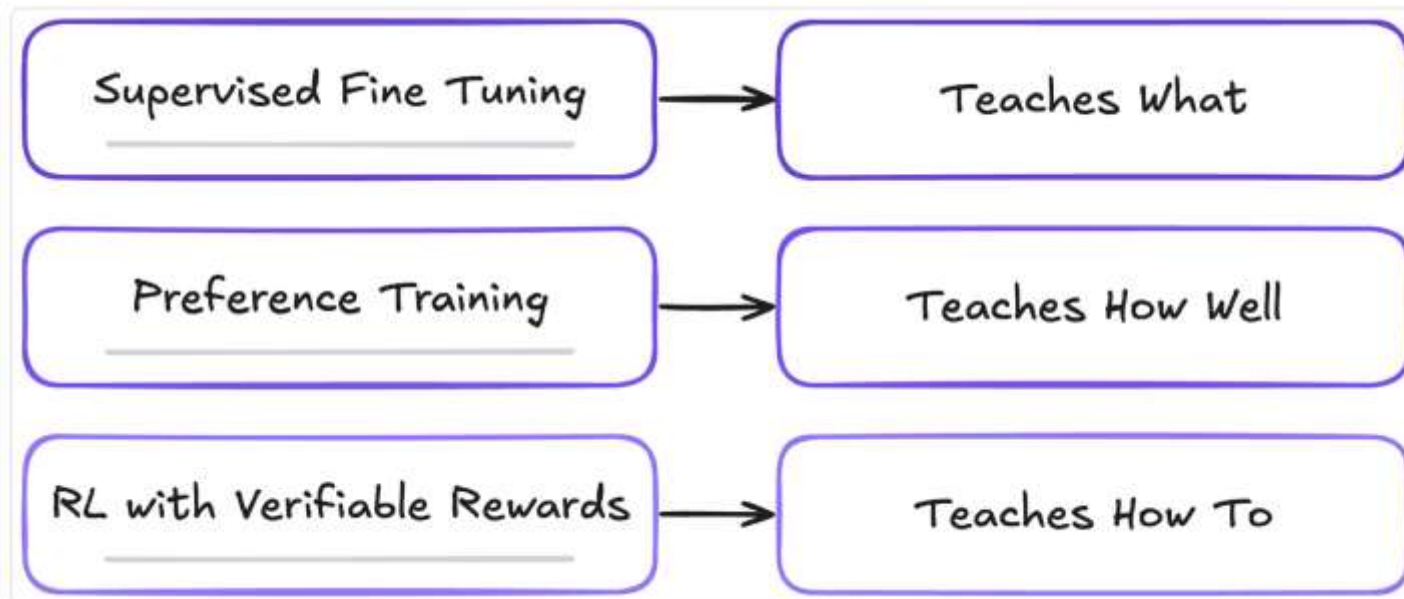 Supervised Fine Tuning
Teaches What
Preference Training
Teaches How Well
RL with Verifiable Rewards
Teaches How To